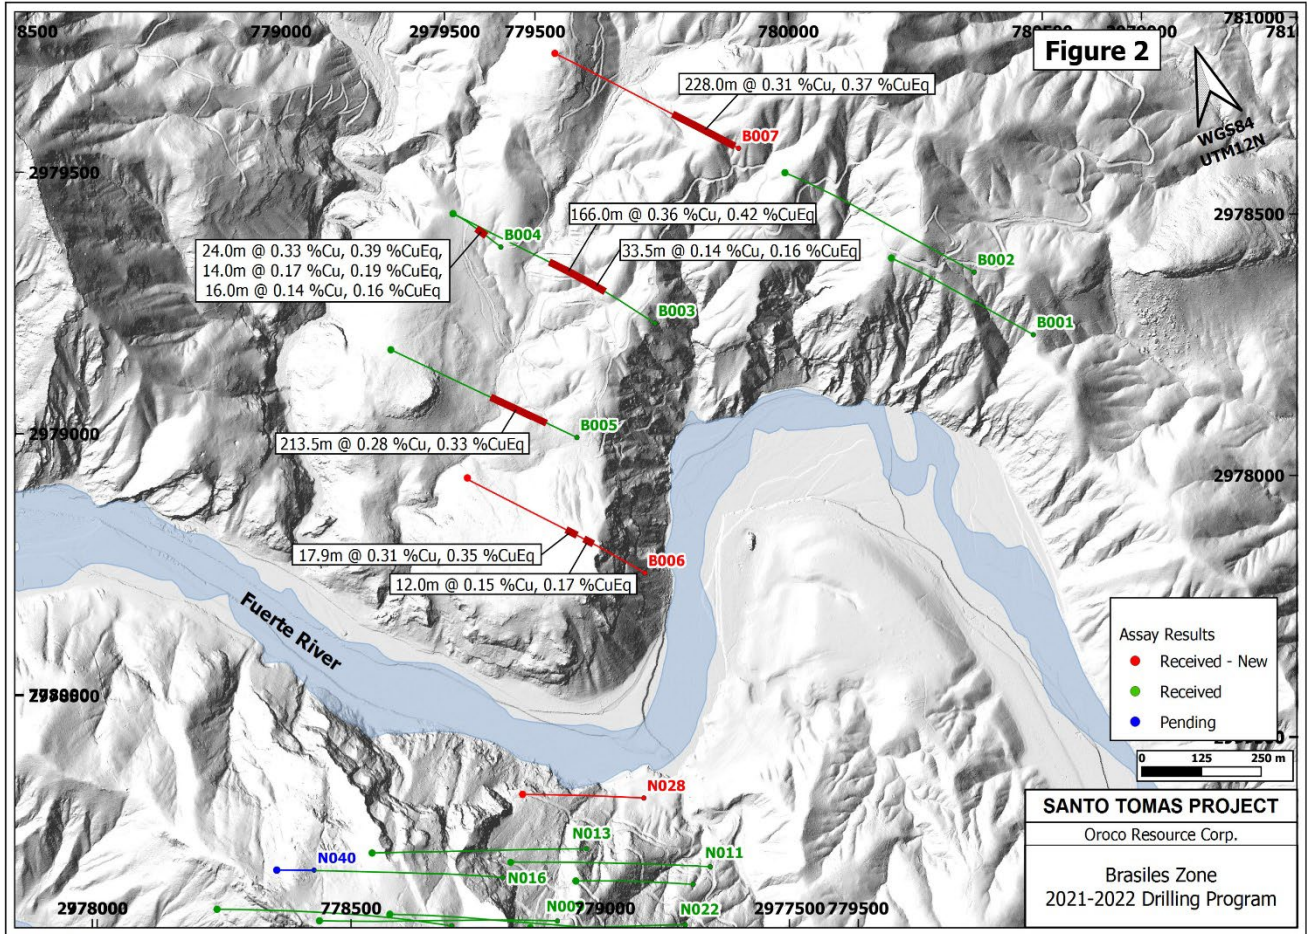 8500
779000
2979500
779500
780000
780500
2979000
781000
781
Figure 2
WGS84
UTM12N
228.0m @ 0.31 %Cu, 0.37 %CuEq
B007
2979500
2978500
166.0m @ 0.36 %Cu, 0.42 %CuEq
B004
24.0m @ 0.33 %Cu, 0.39 %CuEq,
14.0m @ 0.17 %Cu, 0.19 %CuEq,
16.0m @ 0.14 %Cu, 0.16 %CuEq
33.5m @ 0.14 %Cu, 0.16 %CuEq
B002
B003
B001
2979000
B005
213.5m @ 0.28 %Cu, 0.33 %CuEq
2978000
17.9m @ 0.31 %Cu, 0.35 %CuEq
B006
12.0m @ 0.15 %Cu, 0.17 %CuEq
Fuerte River
Assay Results
Received - New
Received
Pending
0 125 250 m
N028
N013
N040
N011
N016
2978000
778500
N009
779000
N022
2977500
779500
SANTO TOMAS PROJECT
Oroco Resource Corp.
Brasiles Zone
2021-2022 Drilling Program